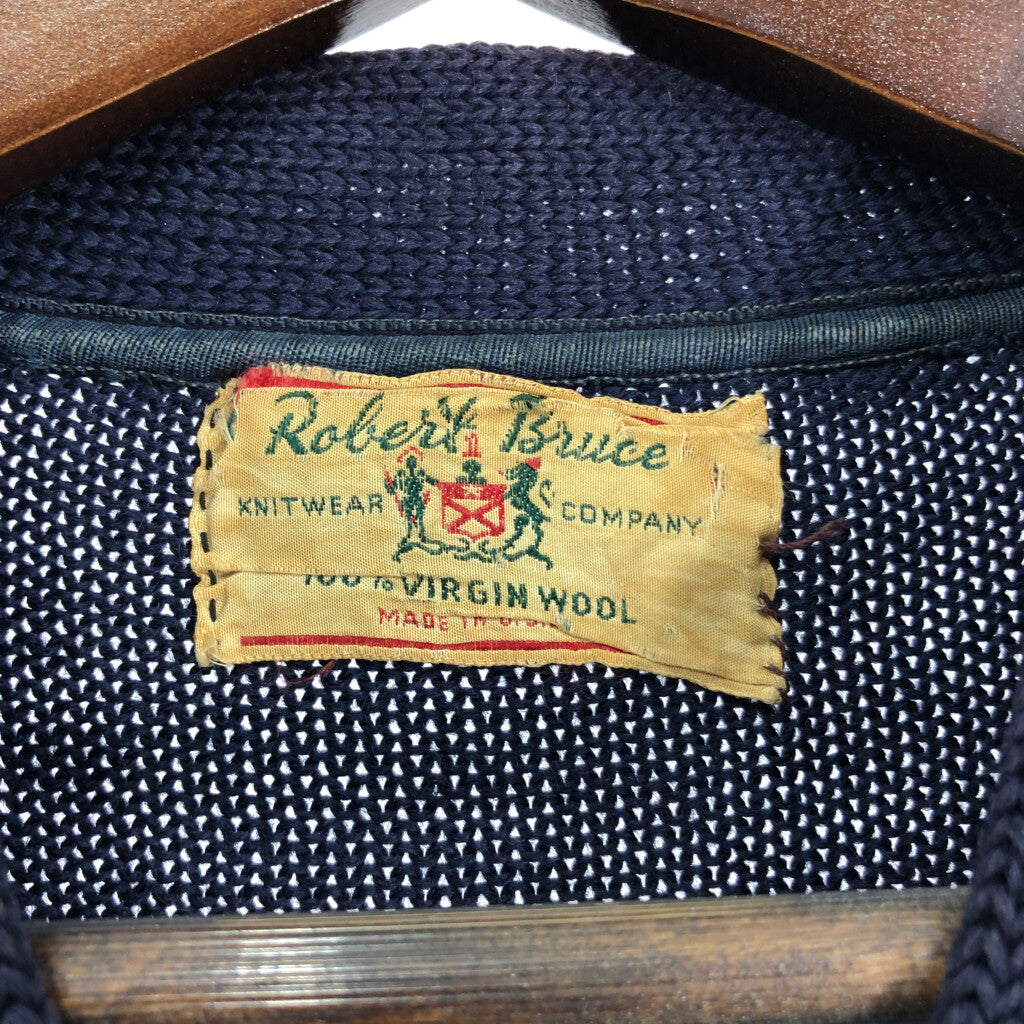 Robert Bruce
KNITWEAR COMPANY
100% VIRGIN WOOL
MADE IN U.S.A.